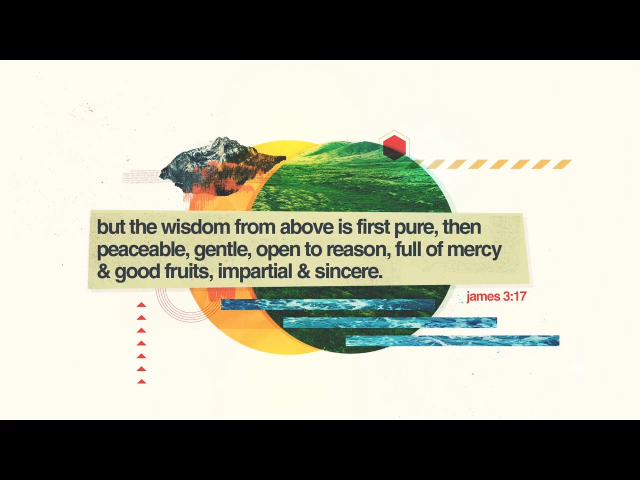 but the wisdom from above is first pure, then
peaceable, gentle, open to reason, full of mercy
& good fruits, impartial & sincere.
james 3:17